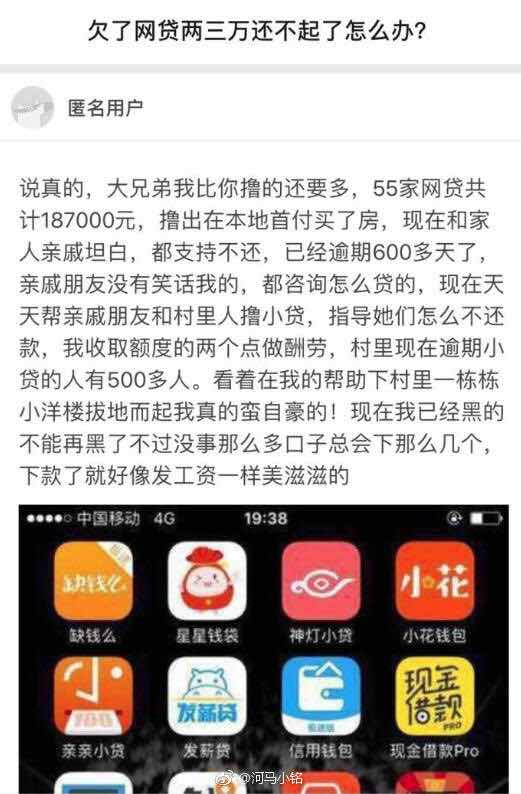 欠了网贷两三万还不起了怎么办?
匿名用户
说真的，大兄弟我比你撸的还要多，55家网贷共
计187000元，撸出在本地首付买了房，现在和家
人亲戚坦白，都支持不还，已经逾期600多天了，
亲戚朋友没有笑话我的，都咨询怎么贷的，现在天
天帮亲戚朋友和村里人撸小贷，指导她们怎么不还
款，我收取额度的两个点做酬劳，村里现在逾期小
贷的人有500多人。看着在我的帮助下村里一栋栋
小洋楼拔地而起我真的蛮自豪的！现在我已经黑的
不能再黑了不过没事那么多口子总会下那么几个，
下款了就好像发工资一样美滋滋的
中国移动 4G 19:38
缺钱么 小花
缺钱么 星星钱袋 神灯小贷 小花钱包
100 发薪贷 极速版 现金借款 PRO
亲亲小贷 发薪贷 信用钱包 现金借款Pro
@河马小铭